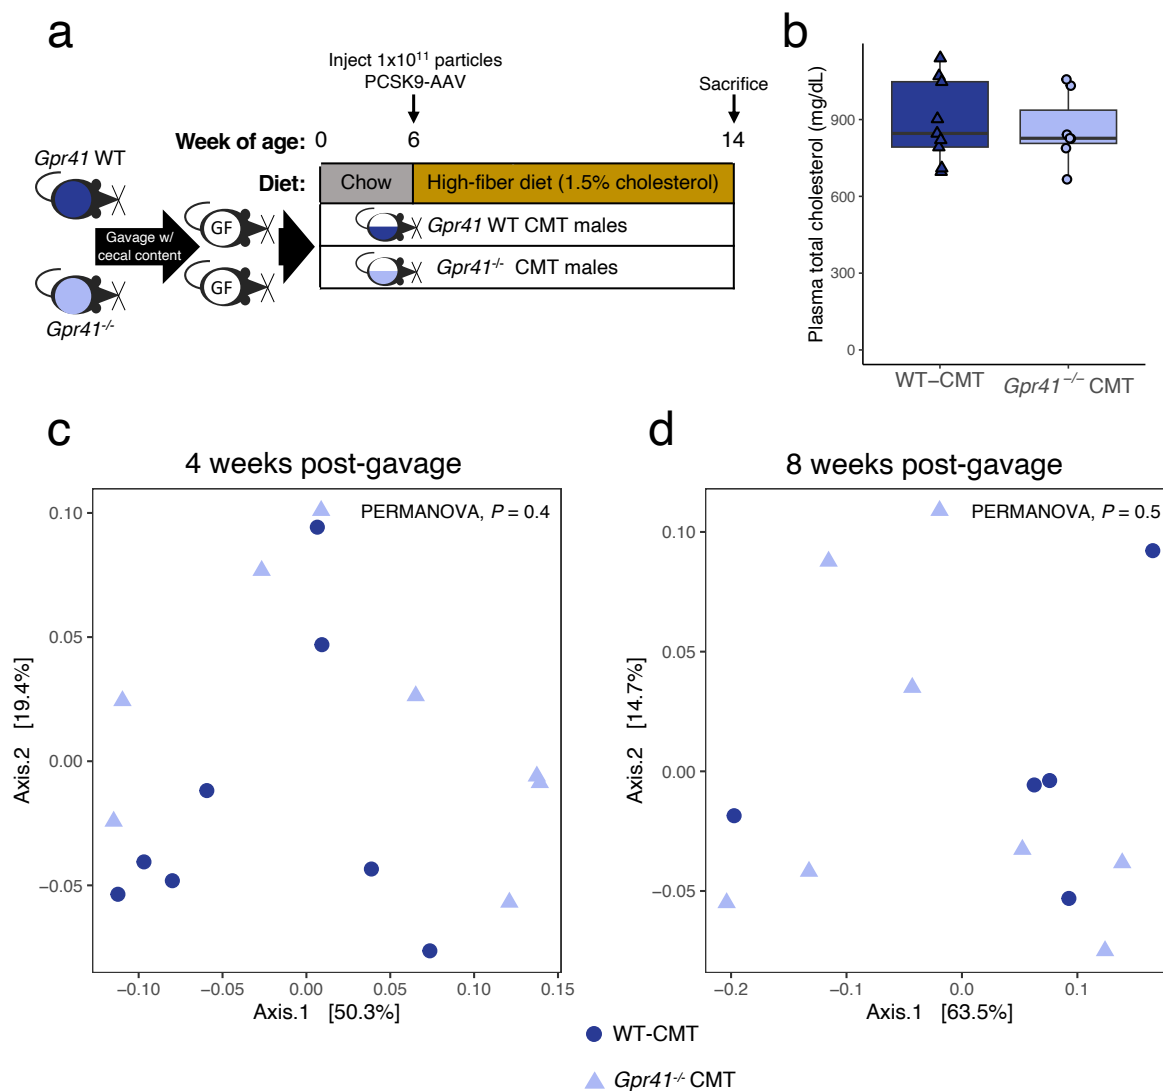 a
Inject 1x10¹¹ particles
PCSK9-AAV
Sacrifice
Week of age: 0 6 14
Gpr41 WT
Diet: Chow High-fiber diet (1.5% cholesterol)
GF
Gavage w/
cecal content
Gpr41 WT CMT males
GF
Gpr41-/- CMT males
Gpr41-/-
b
Plasma total cholesterol (mg/dL)
900
600
300
0
WT−CMT Gpr41−/− CMT
c
4 weeks post-gavage
PERMANOVA, P = 0.4
Axis.2 [19.4%]
0.10
0.05
0.00
−0.05
−0.10 −0.05 0.00 0.05 0.10 0.15
Axis.1 [50.3%]
d
8 weeks post-gavage
PERMANOVA, P = 0.5
Axis.2 [14.7%]
0.10
0.05
0.00
−0.05
−0.2 −0.1 0.0 0.1
Axis.1 [63.5%]
WT-CMT
Gpr41-/- CMT